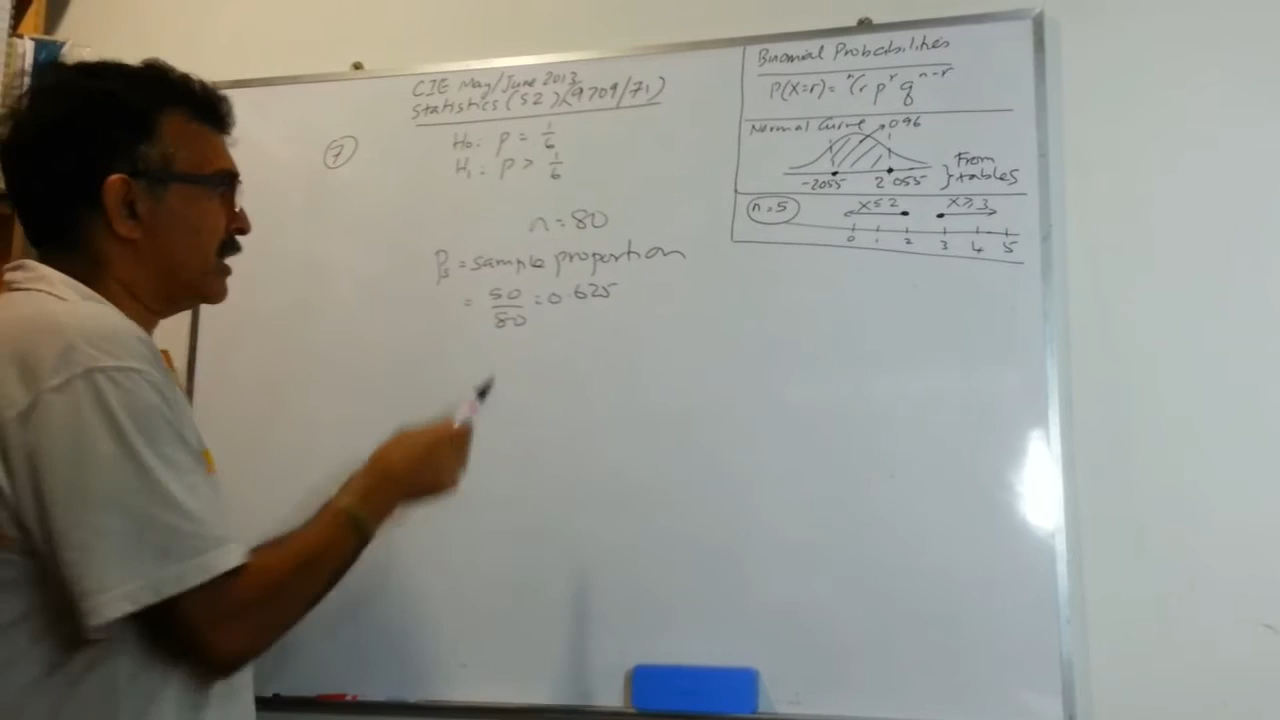 CIE May/June 2013
Statistics (S2) (9709/71)
7
H₀: p = 1/6
H₁: p > 1/6
n = 80
Pₛ = sample proportion
= 50/80 = 0.625
Binomial Probabilities
P(X=r) = ⁿCr pʳ qⁿ⁻ʳ
Normal Curve 0.96
-2.055 2.055 } From tables
n = 5 X ≤ 2 X ≥ 3
0 1 2 3 4 5